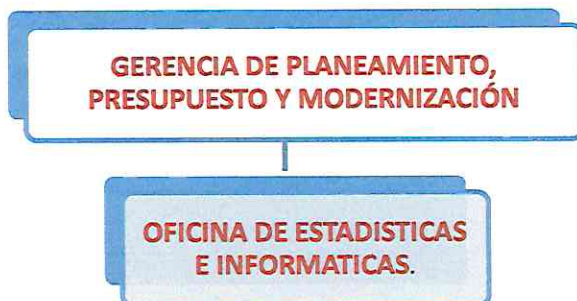 GERENCIA DE PLANEAMIENTO,
PRESUPUESTO Y MODERNIZACIÓN
OFICINA DE ESTADISTICAS
E INFORMATICAS.